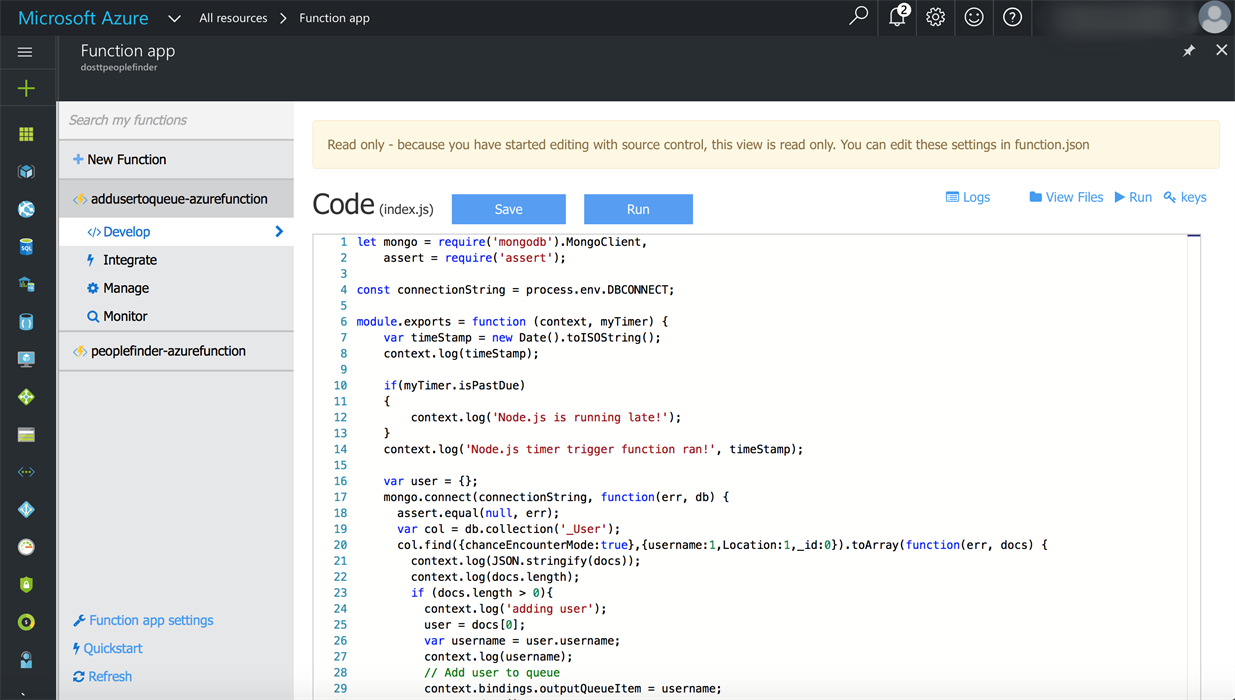 Microsoft Azure
All resources
Function app
2
Function app
dosttpeoplefinder
Search my functions
New Function
addusertoqueue-azurefunction
</> Develop
Integrate
Manage
Monitor
peoplefinder-azurefunction
Function app settings
Quickstart
Refresh
Read only - because you have started editing with source control, this view is read only. You can edit these settings in function.json
Code (index.js)
Save
Run
Logs
View Files
Run
keys
1 let mongo = require('mongodb').MongoClient,
2     assert = require('assert');
3
4 const connectionString = process.env.DBCONNECT;
5
6 module.exports = function (context, myTimer) {
7     var timeStamp = new Date().toISOString();
8     context.log(timeStamp);
9
10     if(myTimer.isPastDue)
11     {
12         context.log('Node.js is running late!');
13     }
14     context.log('Node.js timer trigger function ran!', timeStamp);
15
16     var user = {};
17     mongo.connect(connectionString, function(err, db) {
18       assert.equal(null, err);
19       var col = db.collection('_User');
20       col.find({chanceEncounterMode:true},{username:1,Location:1,_id:0}).toArray(function(err, docs) {
21         context.log(JSON.stringify(docs));
22         context.log(docs.length);
23         if (docs.length > 0){
24           context.log('adding user');
25           user = docs[0];
26           var username = user.username;
27           context.log(username);
28           // Add user to queue
29           context.bindings.outputQueueItem = username;